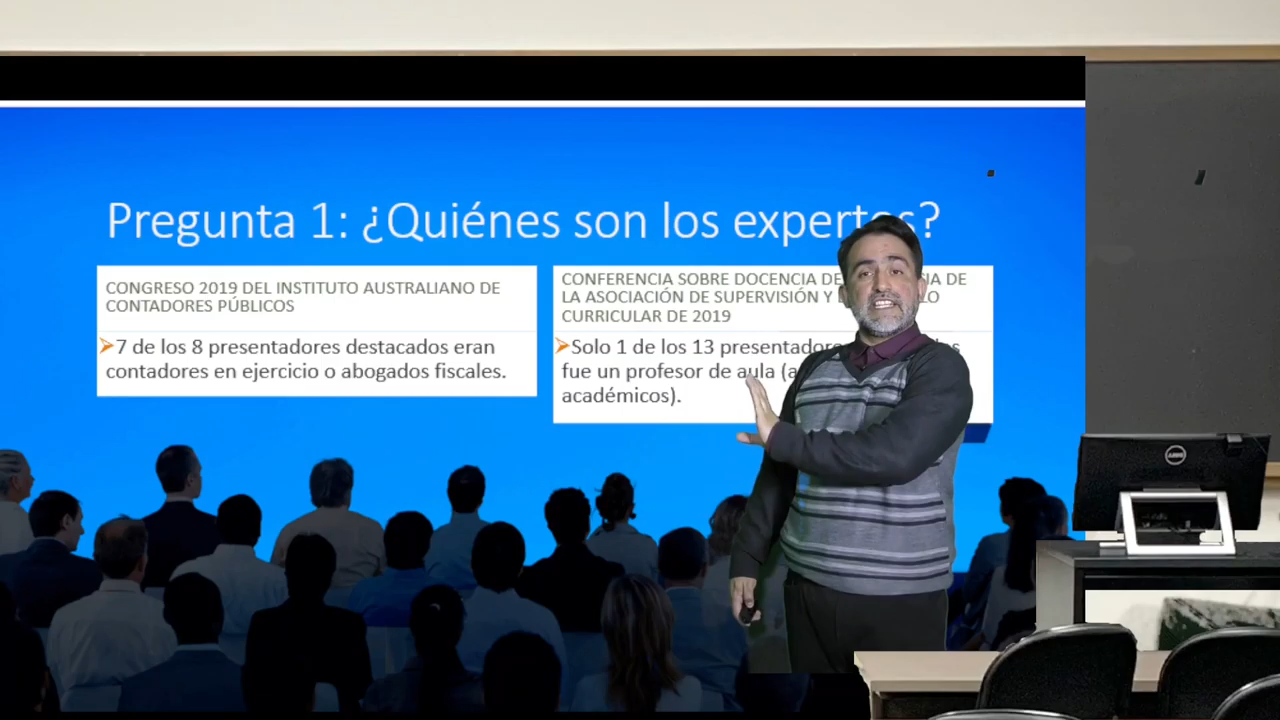 Pregunta 1: ¿Quiénes son los expertos?
CONGRESO 2019 DEL INSTITUTO AUSTRALIANO DE
CONTADORES PÚBLICOS
➢7 de los 8 presentadores destacados eran
contadores en ejercicio o abogados fiscales.
CONFERENCIA SOBRE DOCENCIA DE DE
LA ASOCIACIÓN DE SUPERVISIÓN Y
CURRICULAR DE 2019
➢Solo 1 de los 13
fue un profesor de aula
académicos).